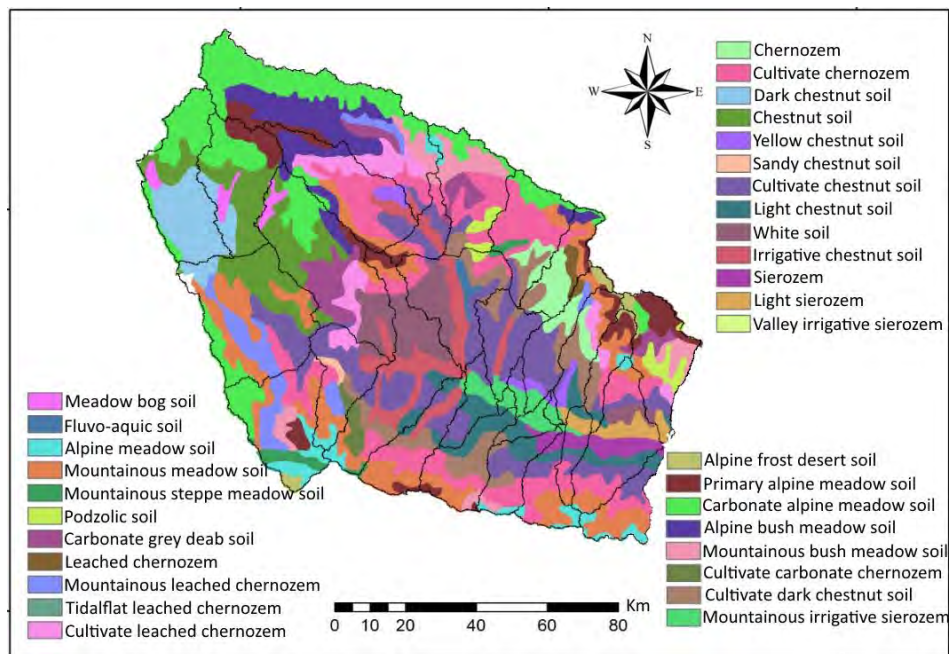 N
W E
S
Chernozem
Cultivate chernozem
Dark chestnut soil
Chestnut soil
Yellow chestnut soil
Sandy chestnut soil
Cultivate chestnut soil
Light chestnut soil
White soil
Irrigative chestnut soil
Sierozem
Light sierozem
Valley irrigative sierozem
Meadow bog soil
Fluvo-aquic soil
Alpine meadow soil
Mountainous meadow soil
Mountainous steppe meadow soil
Podzolic soil
Carbonate grey deab soil
Leached chernozem
Mountainous leached chernozem
Tidalflat leached chernozem
Cultivate leached chernozem
Alpine frost desert soil
Primary alpine meadow soil
Carbonate alpine meadow soil
Alpine bush meadow soil
Mountainous bush meadow soil
Cultivate carbonate chernozem
Cultivate dark chestnut soil
Mountainous irrigative sierozem
Km
0 10 20 40 60 80